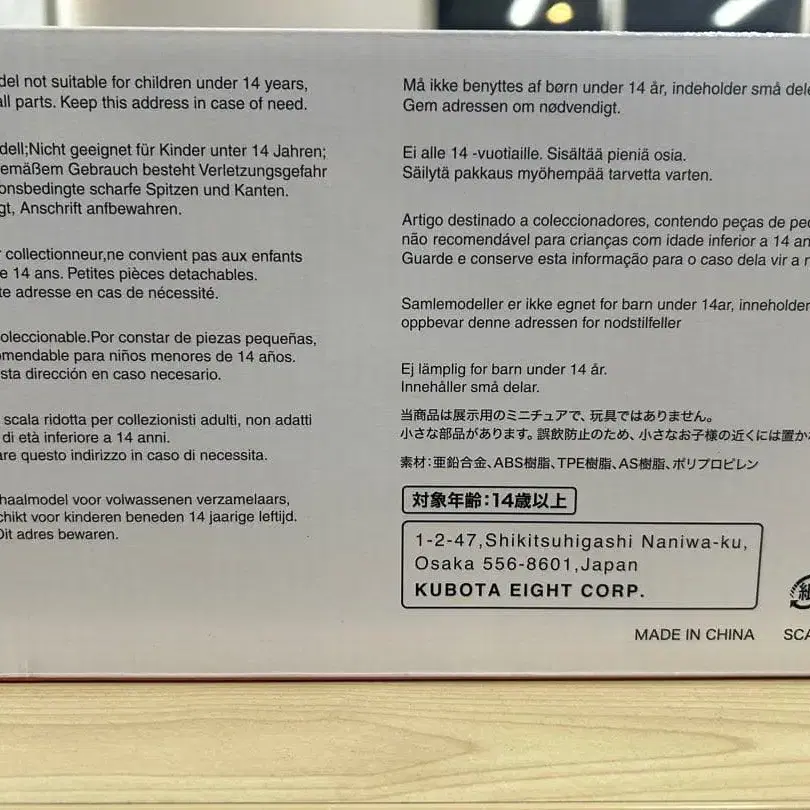 del not suitable for children under 14 years,
all parts. Keep this address in case of need.
dell;Nicht geeignet für Kinder unter 14 Jahren;
emäßem Gebrauch besteht Verletzungsgefahr
onsbedingte scharfe Spitzen und Kanten.
gt, Anschrift anfbewahren.
r collectionneur,ne convient pas aux enfants
e 14 ans. Petites pièces detachables.
te adresse en cas de nécessité.
oleccionable.Por constar de piezas pequeñas,
omendable para niños menores de 14 años.
sta dirección en caso necesario.
scala ridotta per collezionisti adulti, non adatti
di età inferiore a 14 anni.
are questo indirizzo in caso di necessita.
haalmodel voor volwassenen verzamelaars,
chikt voor kinderen beneden 14 jaarige leftijd.
Dit adres bewaren.
Må ikke benyttes af børn under 14 år, indeholder små dele
Gem adressen om nødvendigt.
Ei alle 14 -vuotiaille. Sisältää pieniä osia.
Säilytä pakkaus myöhempää tarvetta varten.
Artigo destinado a coleccionadores, contendo peças de peq
não recomendável para crianças com idade inferior a 14 an
Guarde e conserve esta informação para o caso dela vir a r
Samlemodeller er ikke egnet for barn under 14ar, inneholder
oppbevar denne adressen for nodstilfeller
Ej lämplig for barn under 14 år.
Innehåller små delar.
当商品は展示用のミニチュアで、玩具ではありません。
小さな部品があります。誤飲防止のため、小さなお子様の近くには置か
素材:亜鉛合金、ABS樹脂、TPE樹脂、AS樹脂、ポリプロピレン
対象年齢:14歳以上
1-2-47,Shikitsuhigashi Naniwa-ku,
Osaka 556-8601,Japan
KUBOTA EIGHT CORP.
紙
MADE IN CHINA
SCA